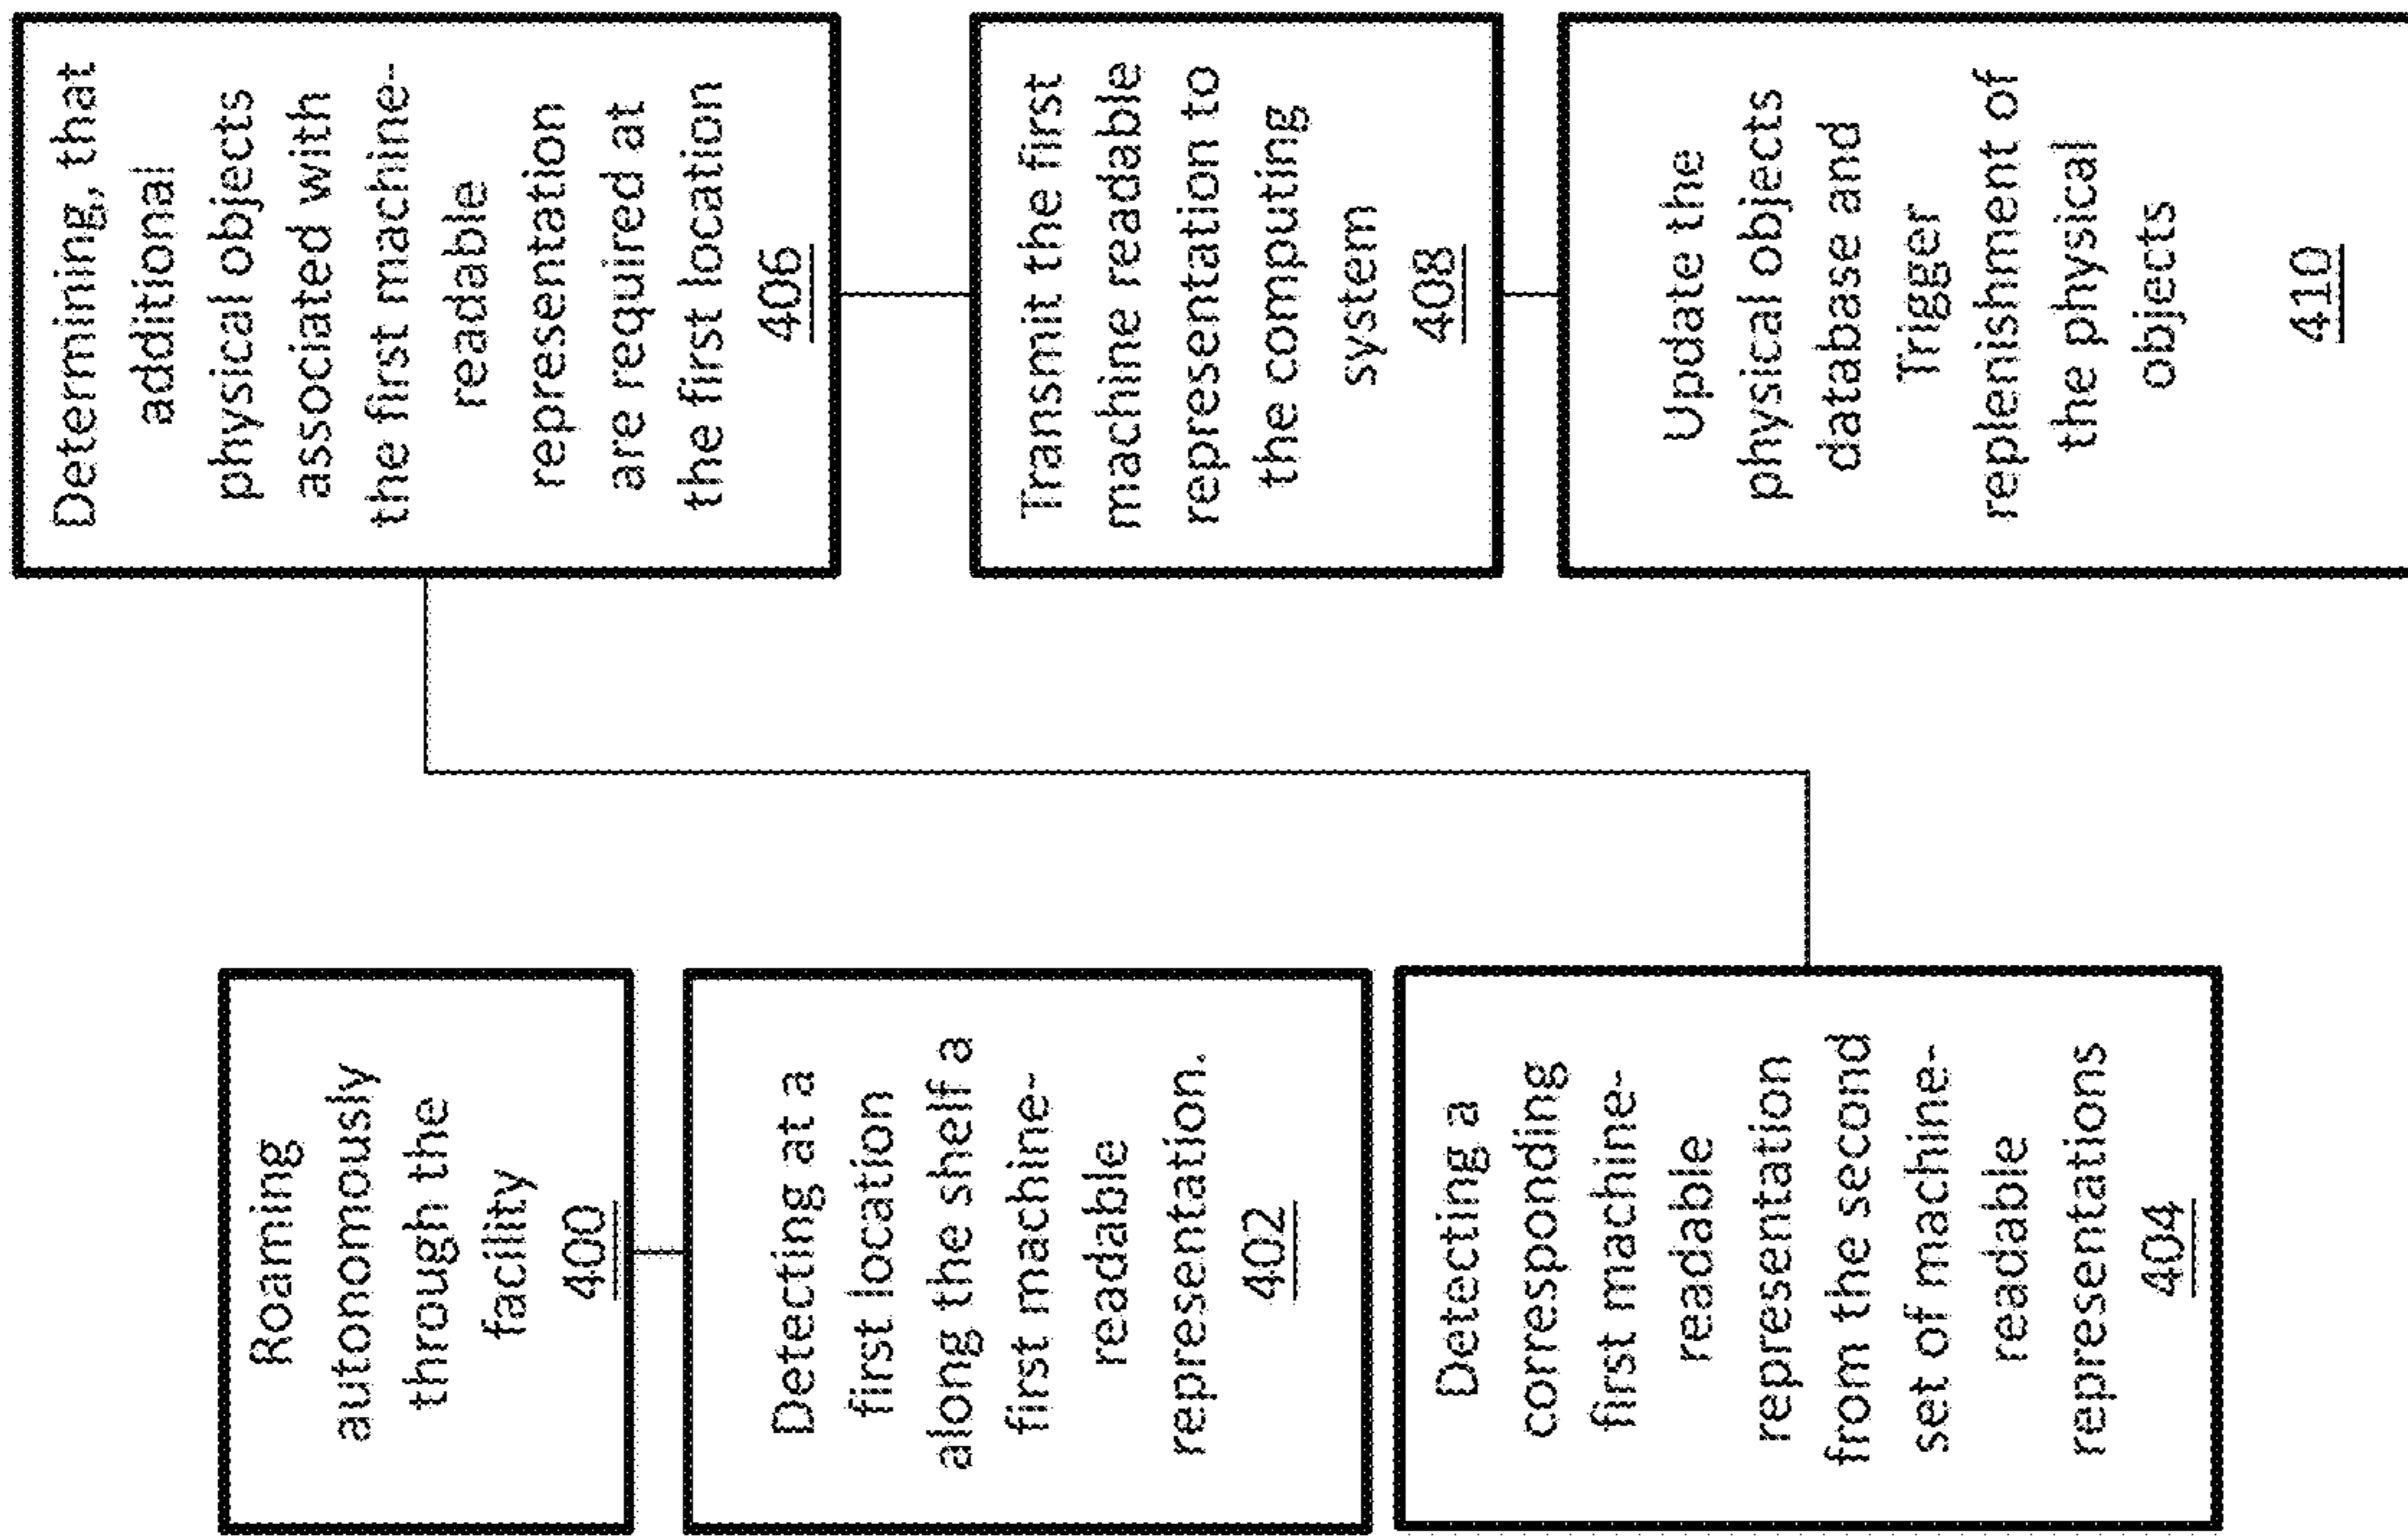 Roaming
autonomously
through the
facility
400
Detecting at a
first location
along the shelf a
first machine-
readable
representation.
402
Detecting a
corresponding
first machine-
readable
representation
from the second
set of machine-
readable
representations
404
Determining, that
additional
physical objects
associated with
the first machine-
readable
representation
are required at
the first location
406
Transmit the first
machine readable
representation to
the computing
system
408
Update the
physical objects
database and
Trigger
replenishment of
the physical
objects
410